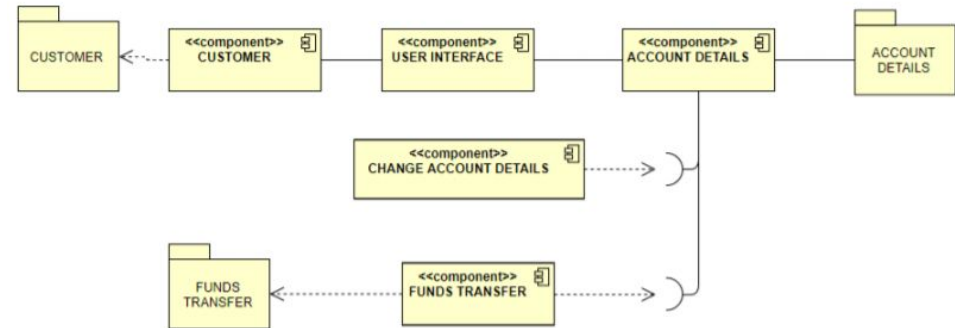 CUSTOMER
<<component>>
CUSTOMER
<<component>>
USER INTERFACE
<<component>>
ACCOUNT DETAILS
ACCOUNT
DETAILS
<<component>>
CHANGE ACCOUNT DETAILS
FUNDS
TRANSFER
<<component>>
FUNDS TRANSFER